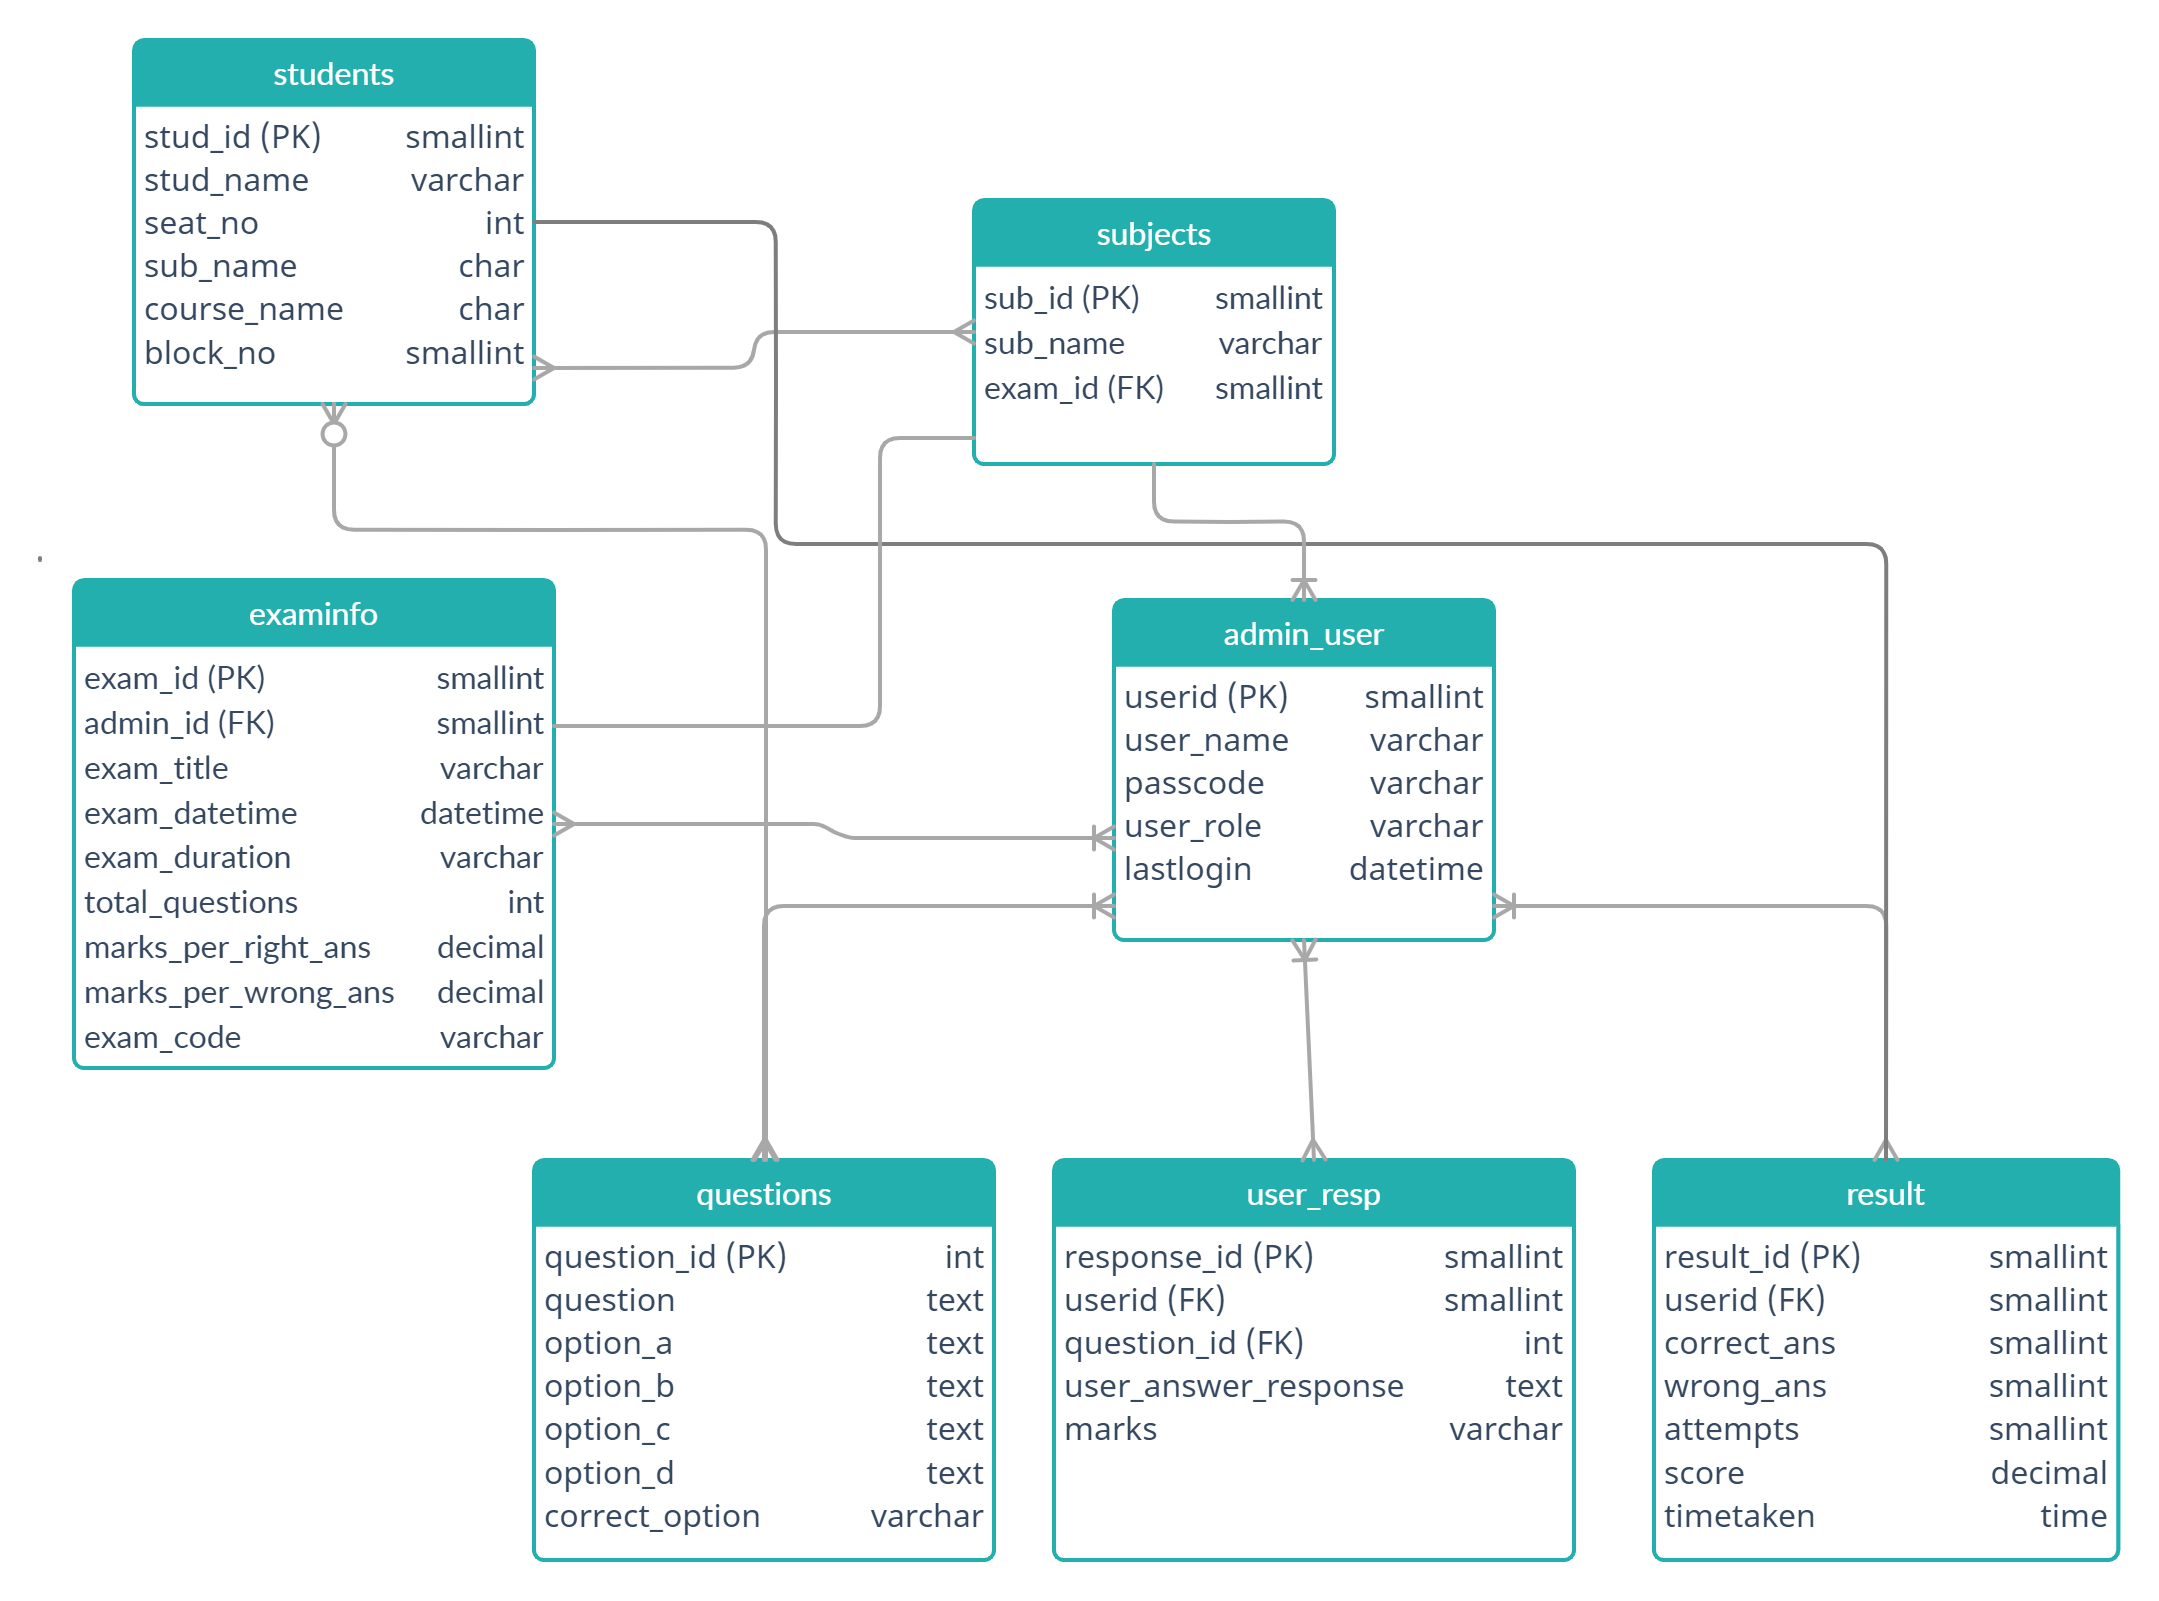 students
stud_id (PK) smallint
stud_name varchar
seat_no int
sub_name char
course_name char
block_no smallint
subjects
sub_id (PK) smallint
sub_name varchar
exam_id (FK) smallint
examinfo
exam_id (PK) smallint
admin_id (FK) smallint
exam_title varchar
exam_datetime datetime
exam_duration varchar
total_questions int
marks_per_right_ans decimal
marks_per_wrong_ans decimal
exam_code varchar
admin_user
userid (PK) smallint
user_name varchar
passcode varchar
user_role varchar
lastlogin datetime
questions
question_id (PK) int
question text
option_a text
option_b text
option_c text
option_d text
correct_option varchar
user_resp
response_id (PK) smallint
userid (FK) smallint
question_id (FK) int
user_answer_response text
marks varchar
result
result_id (PK) smallint
userid (FK) smallint
correct_ans smallint
wrong_ans smallint
attempts smallint
score decimal
timetaken time